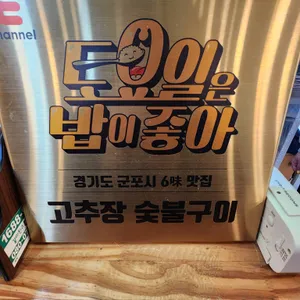 channel
토요일은
밥이 좋아
경기도 군포시 6味 맛집
고추장 숯불구이
1688-